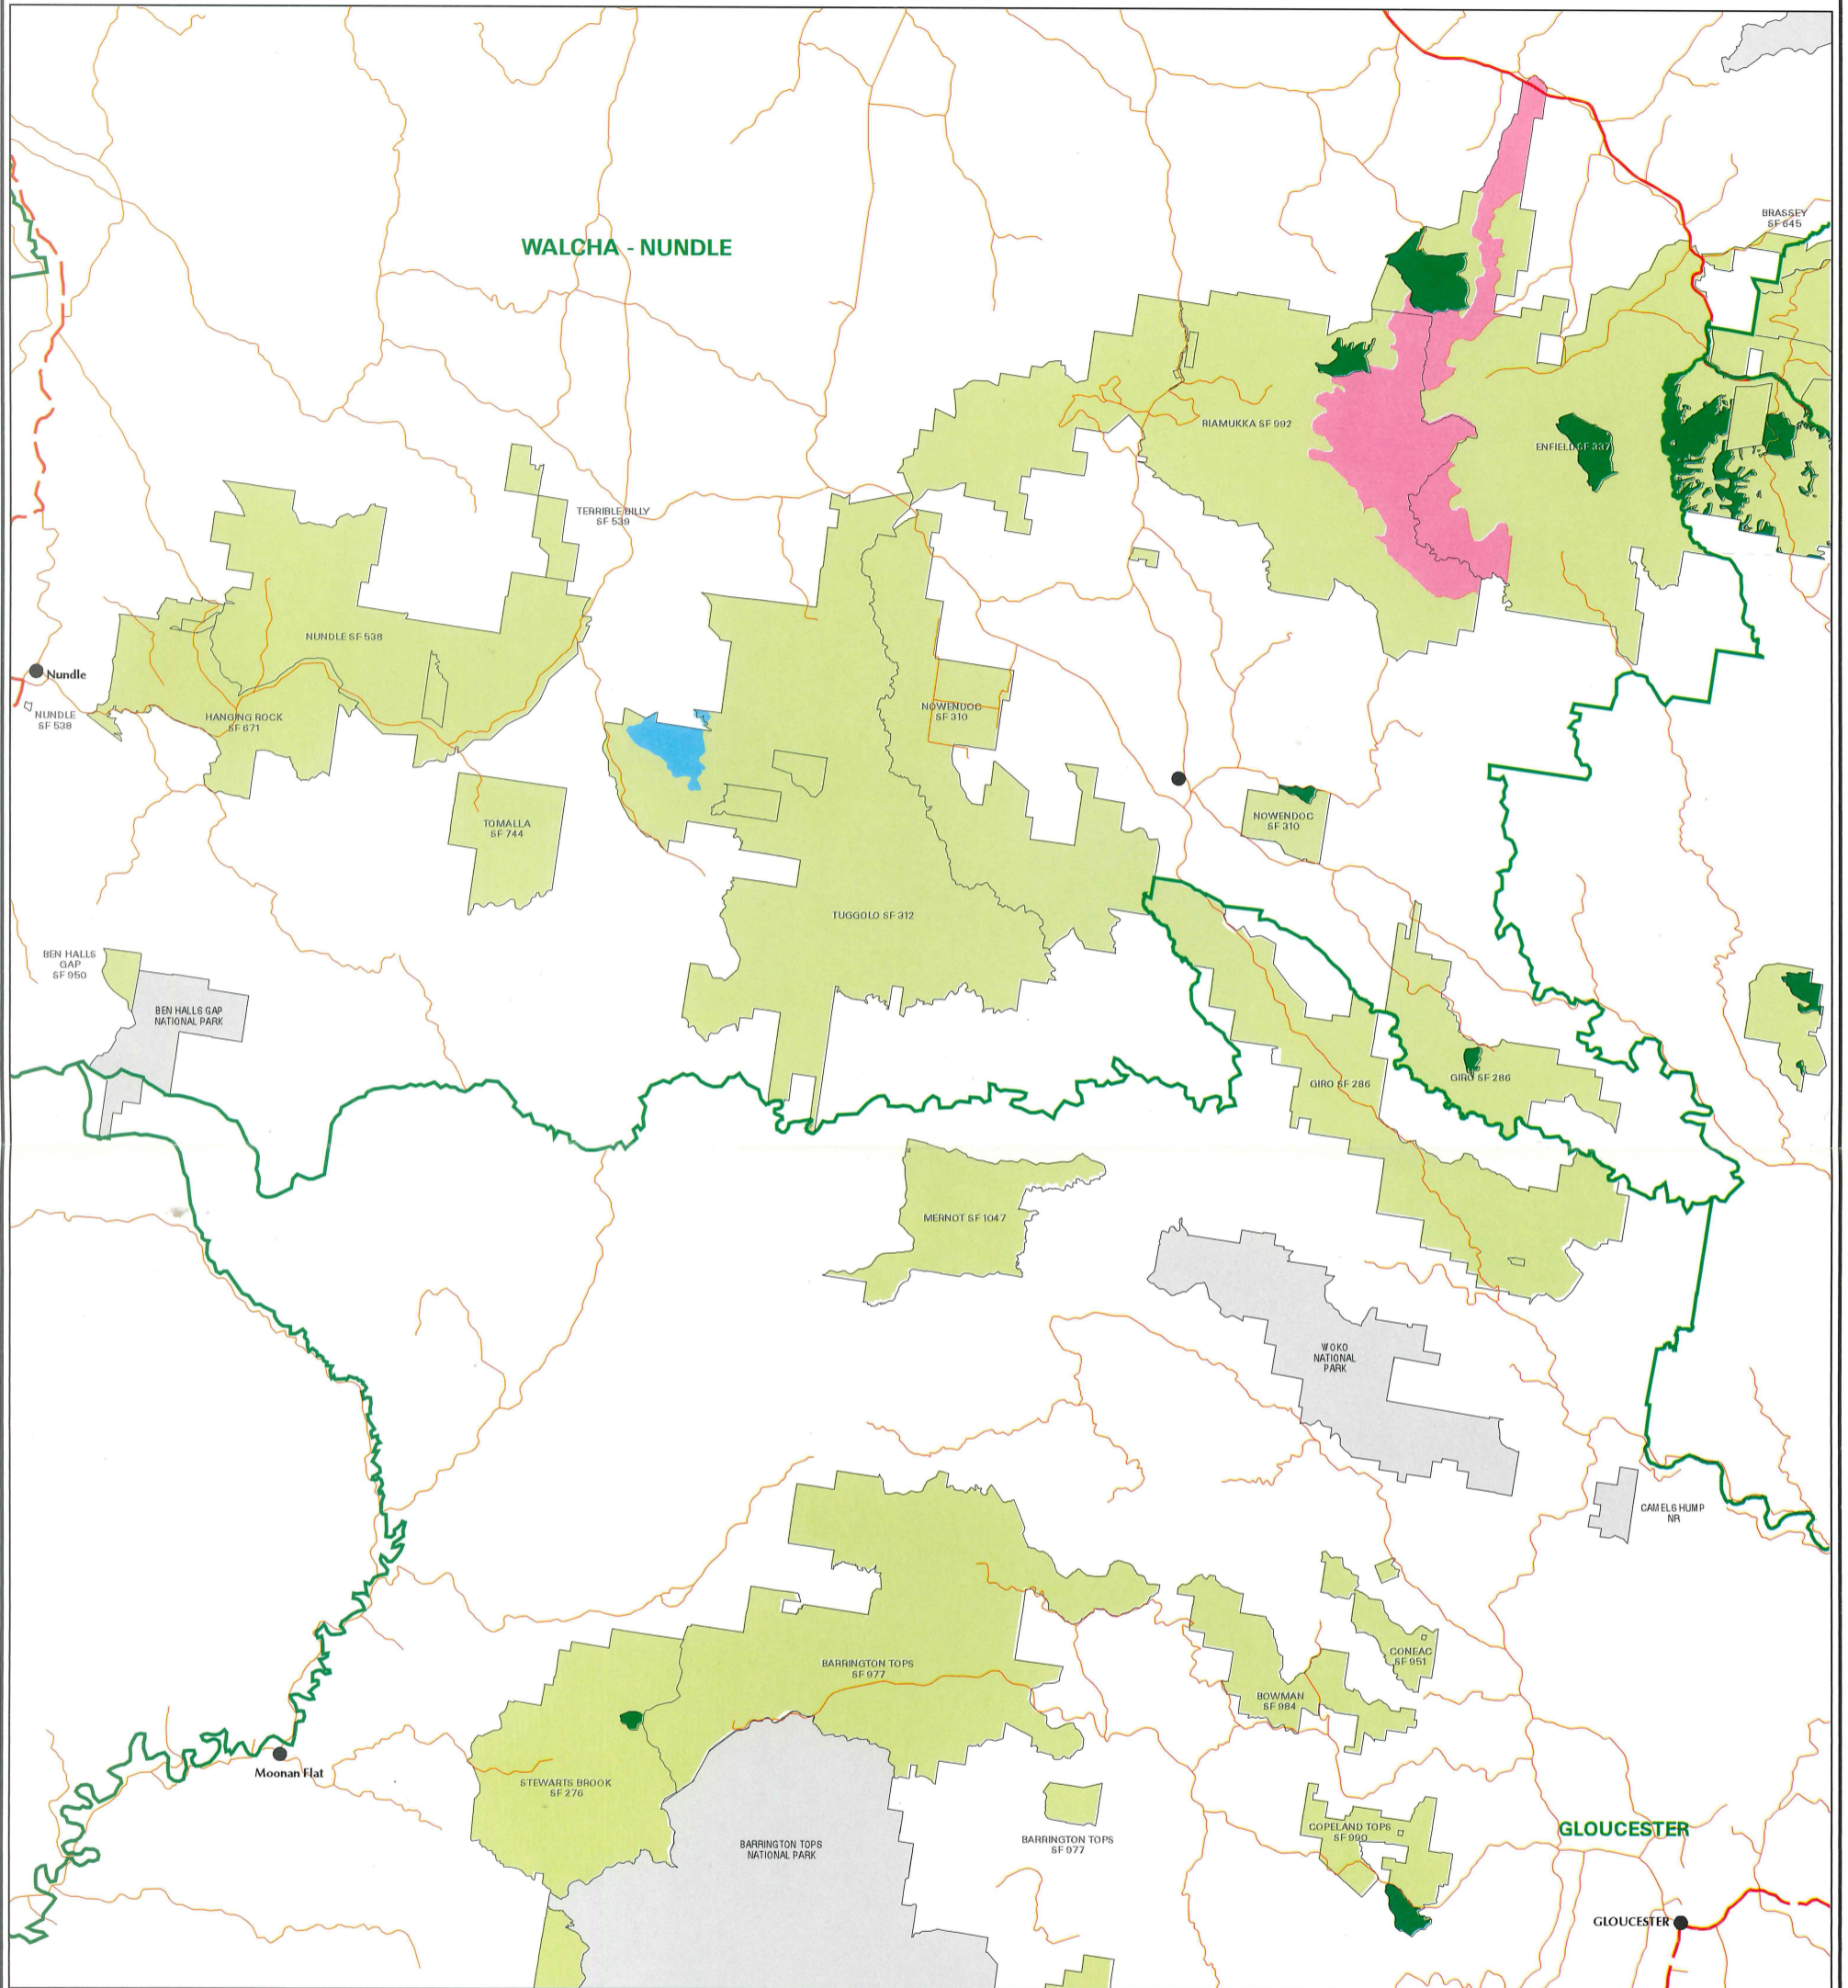 BRASSEY
SF 645
WALCHA - NUNDLE
RIAMUKKA SF 992
ENFIELD SF 337
TERRIBLE BILLY
SF 539
NUNDLE SF 538
Nundle
NUNDLE
SF 538
HANGING ROCK
SF 671
NOWENDOC
SF 310
TOMALLA
SF 744
NOWENDOC
SF 310
TUGGOLO SF 312
BEN HALLS
GAP
SF 950
BEN HALLS GAP
NATIONAL PARK
GIRO SF 286
GIRO SF 286
MERNOT SF 1047
WOKO
NATIONAL
PARK
CAMELS HUMP
NR
BARRINGTON TOPS
SF 977
CONEAC
SF 951
BOWMAN
SF 984
Moonan Flat
STEWARTS BROOK
SF 276
BARRINGTON TOPS
NATIONAL PARK
BARRINGTON TOPS
SF 977
COPELAND TOPS
SF 990
GLOUCESTER
GLOUCESTER